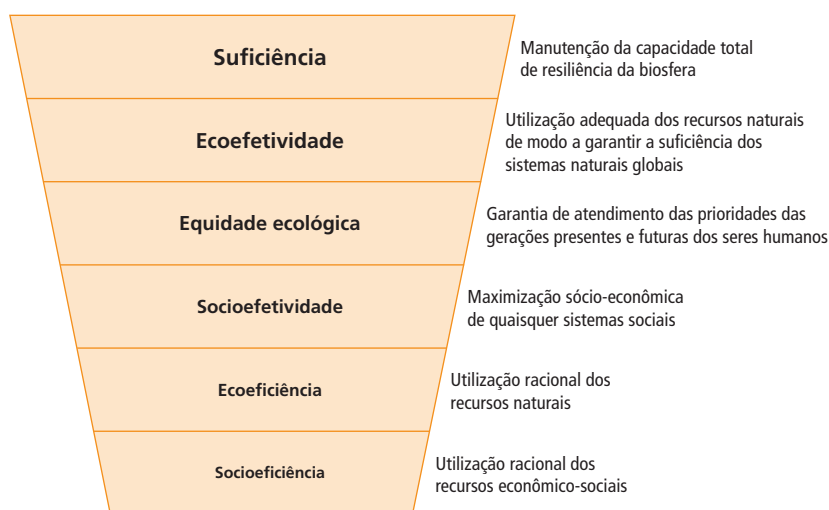 Suficiência
Manutenção da capacidade total
de resiliência da biosfera
Ecoefetividade
Utilização adequada dos recursos naturais
de modo a garantir a suficiência dos
sistemas naturais globais
Equidade ecológica
Garantia de atendimento das prioridades das
gerações presentes e futuras dos seres humanos
Socioefetividade
Maximização sócio-econômica
de quaisquer sistemas sociais
Ecoeficiência
Utilização racional dos
recursos naturais
Socioeficiência
Utilização racional dos
recursos econômico-sociais